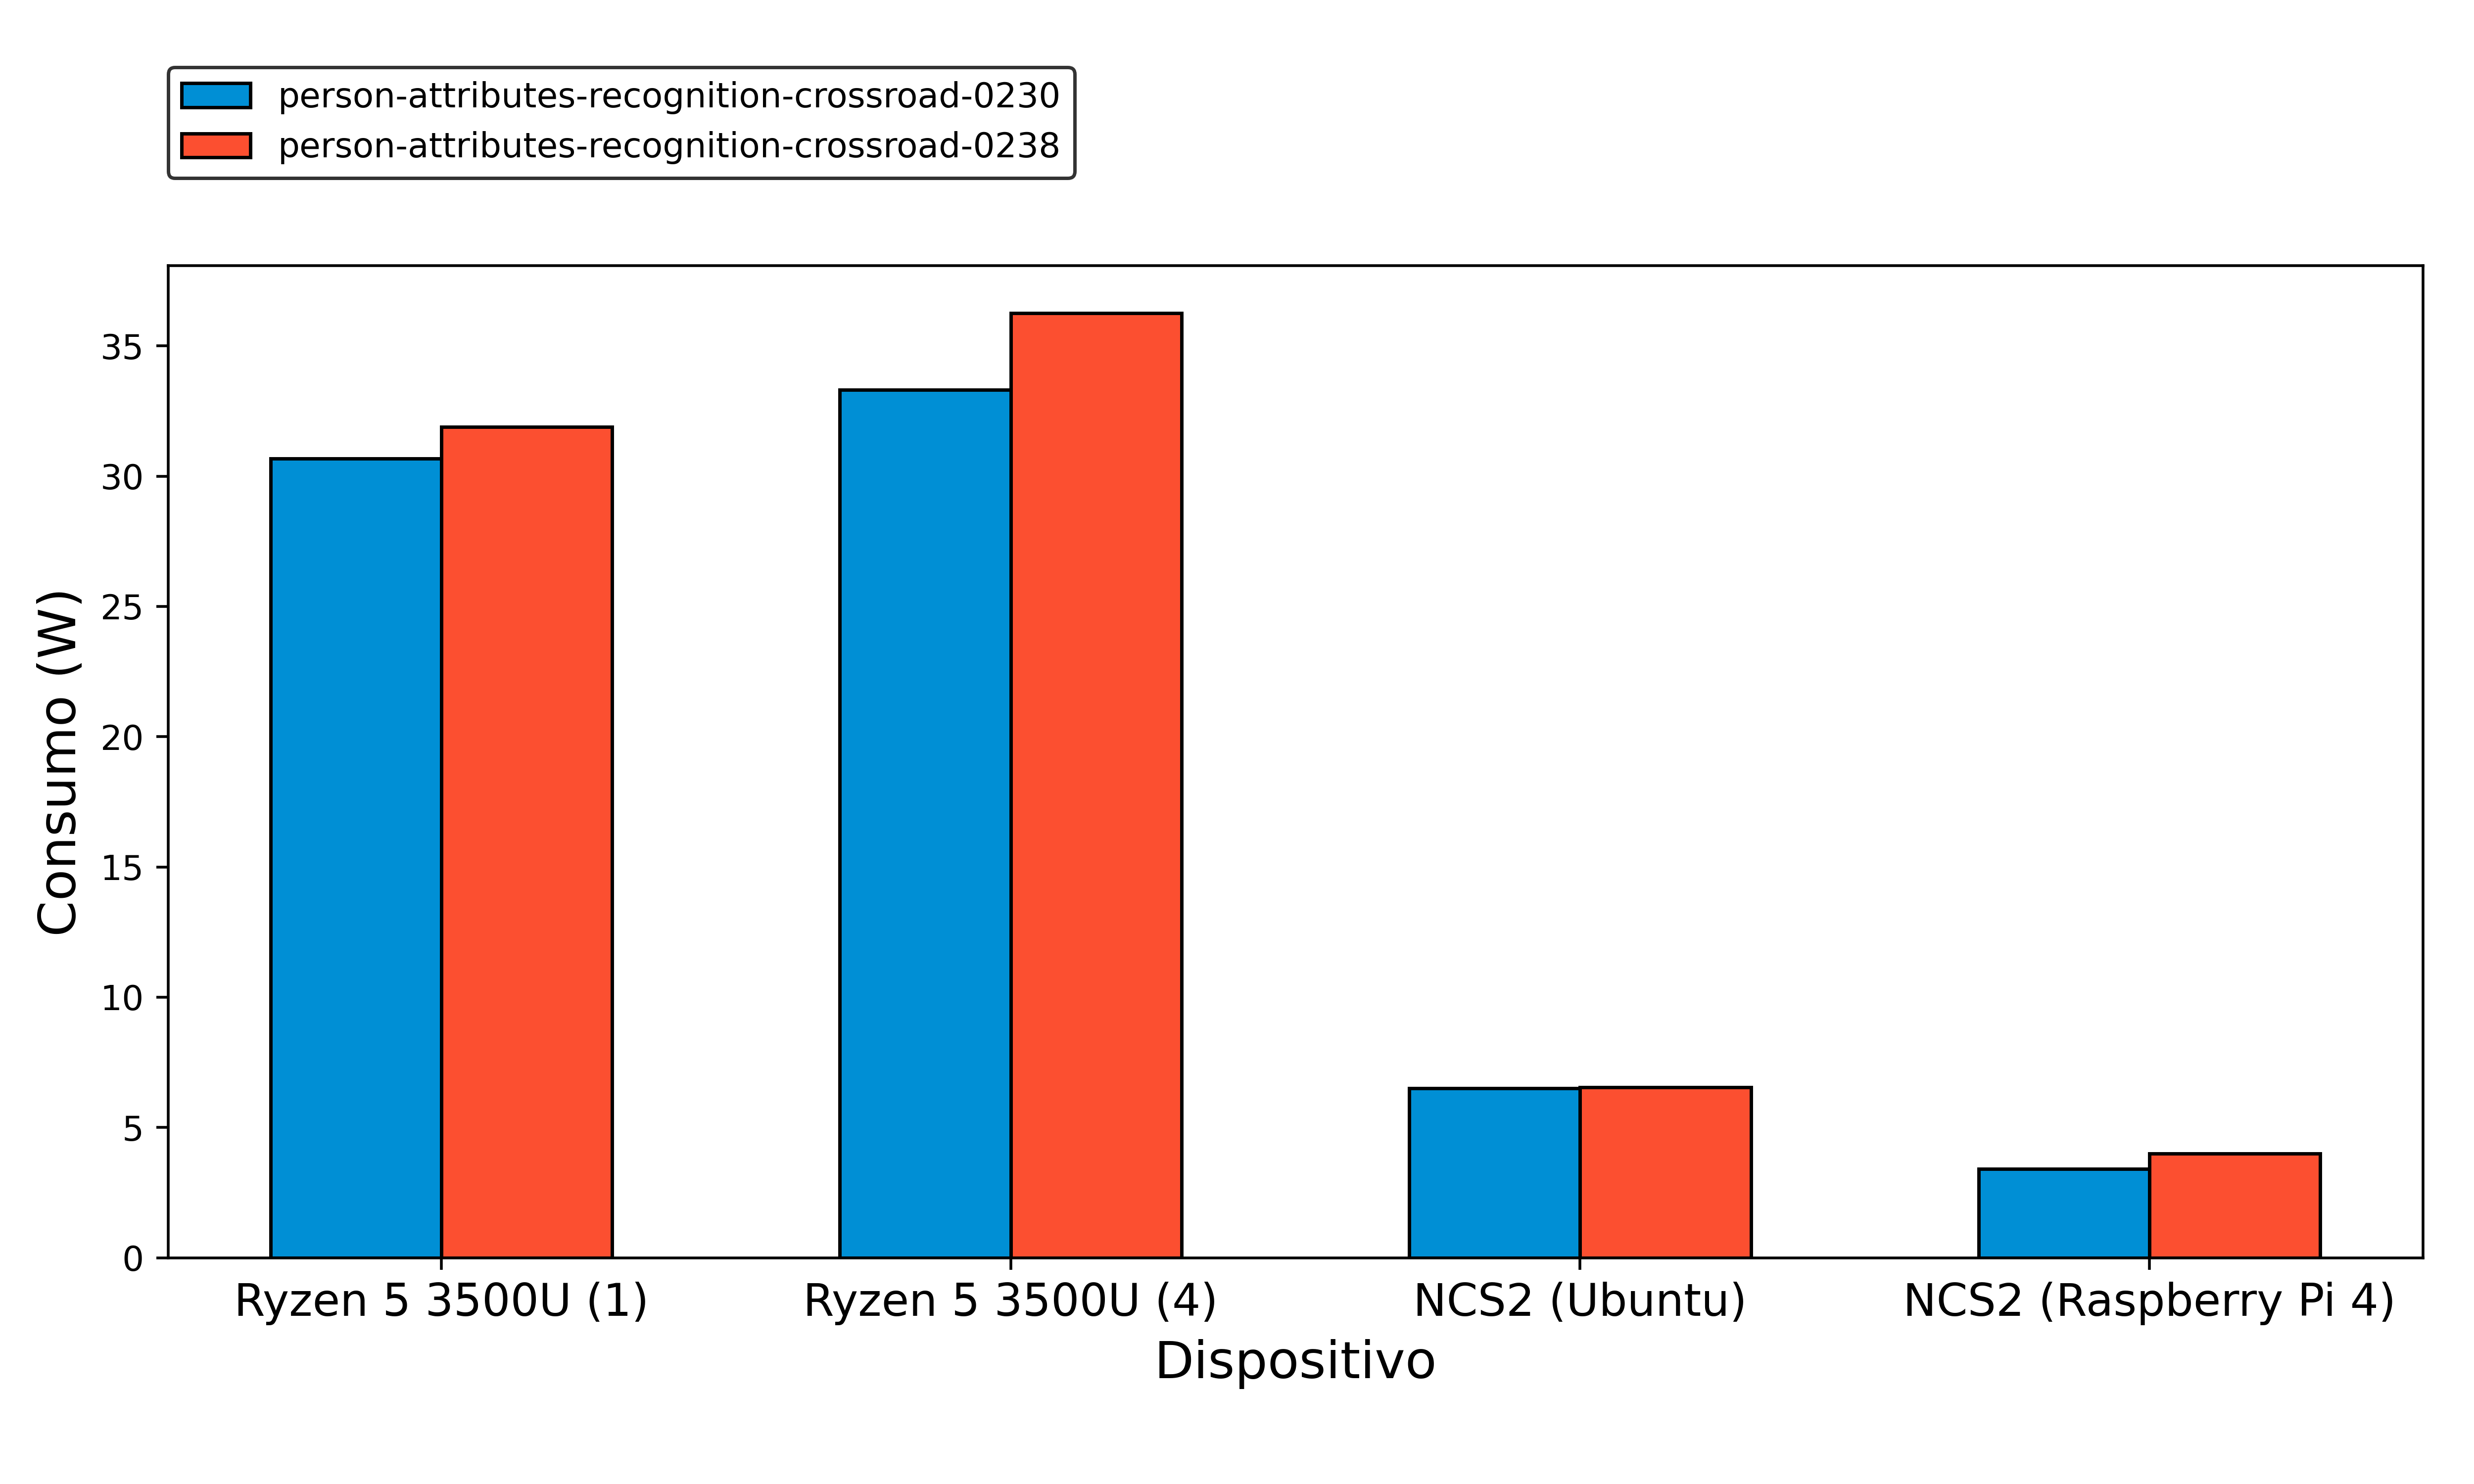 person-attributes-recognition-crossroad-0230
person-attributes-recognition-crossroad-0238
Consumo (W)
35
30
25
20
15
10
5
0
Ryzen 5 3500U (1)
Ryzen 5 3500U (4)
NCS2 (Ubuntu)
NCS2 (Raspberry Pi 4)
Dispositivo